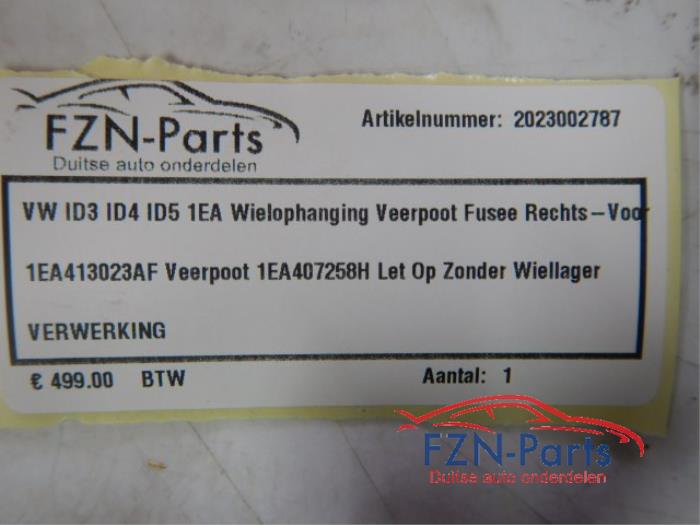 FZN-Parts
Duitse auto onderdelen
Artikelnummer: 2023002787
VW ID3 ID4 ID5 1EA Wielophanging Veerpoot Fusee Rechts-Voor
1EA413023AF Veerpoot 1EA407258H Let Op Zonder Wiellager
VERWERKING
€ 499.00 BTW
Aantal: 1
FZN-Parts
Duitse auto onderdelen